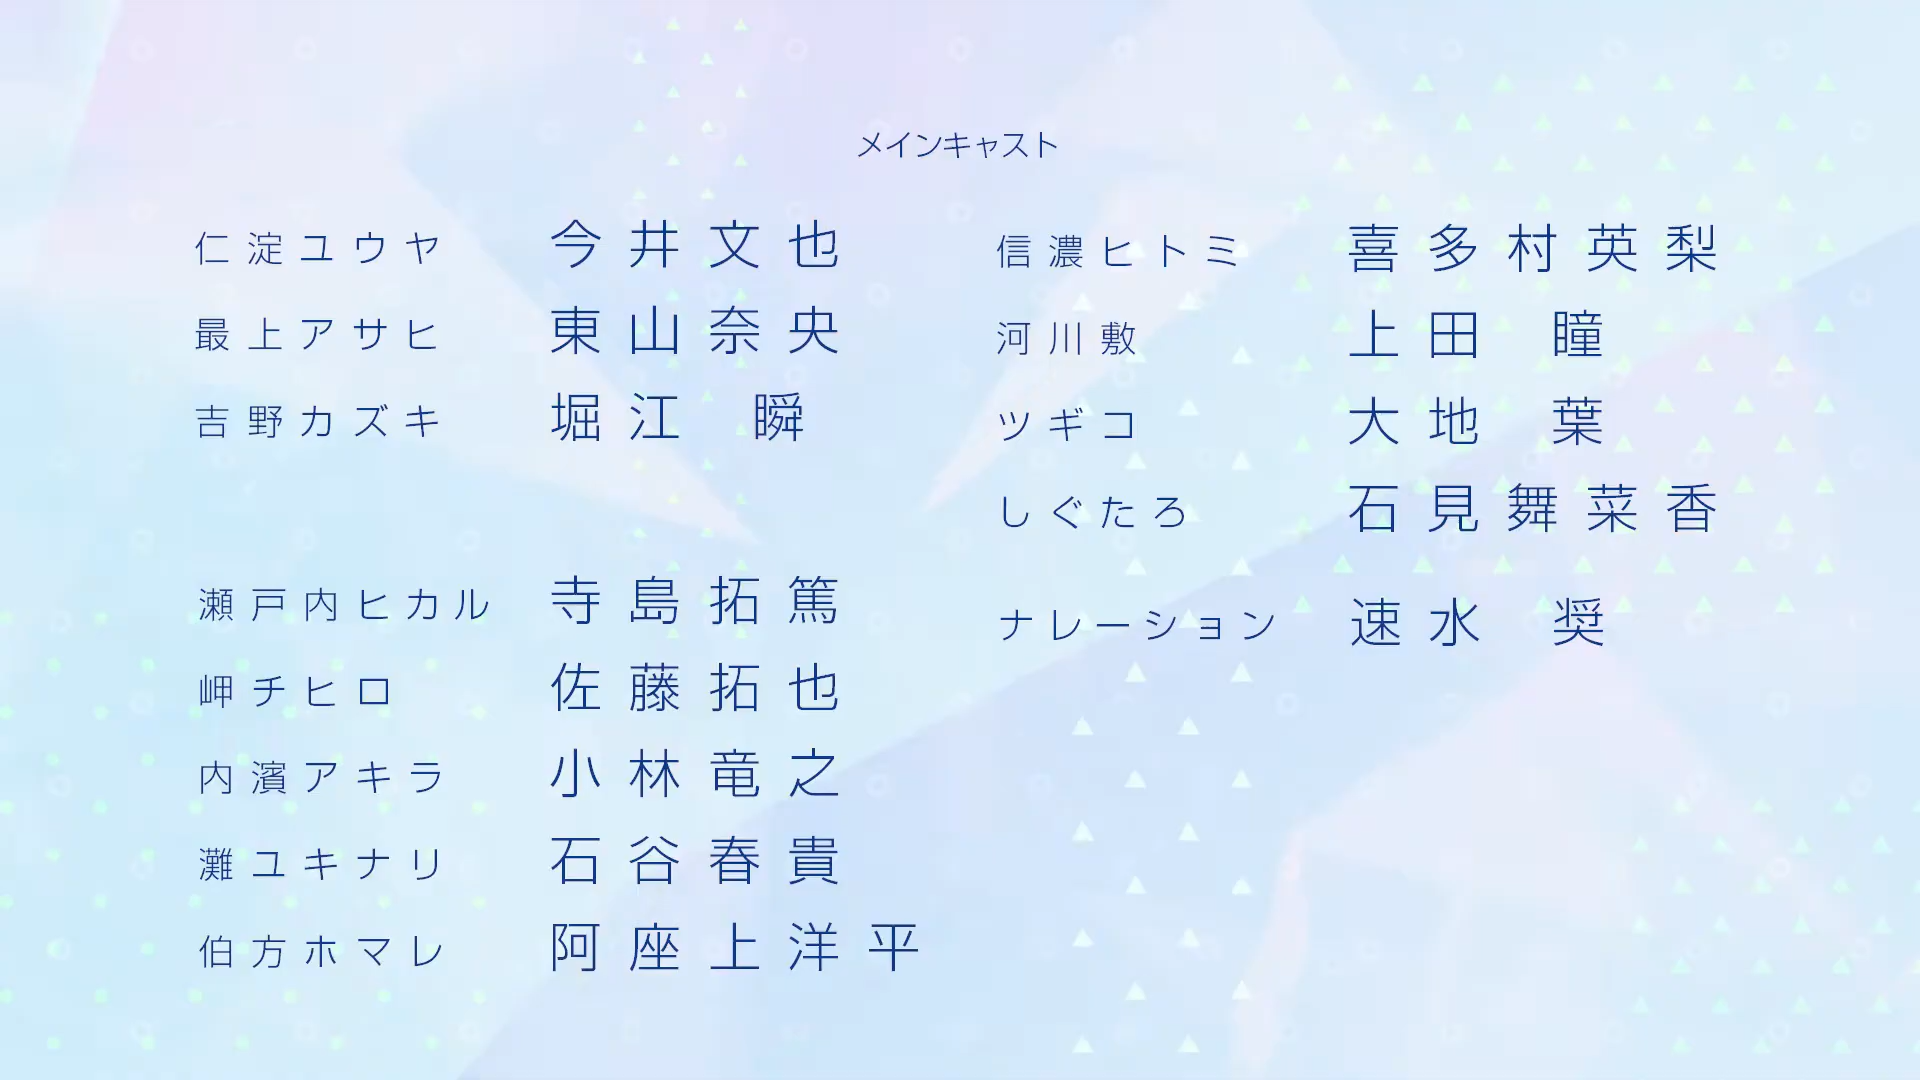 メインキャスト
仁淀ユウヤ 今井文也
最上アサヒ 東山奈央
吉野カズキ 堀江 瞬
瀬戸内ヒカル 寺島拓篤
岬チヒロ 佐藤拓也
内濱アキラ 小林竜之
灘ユキナリ 石谷春貴
伯方ホマレ 阿座上洋平
信濃ヒトミ 喜多村英梨
河川敷 上田 瞳
ツギコ 大地 葉
しぐたろ 石見舞菜香
ナレーション 速水 奨